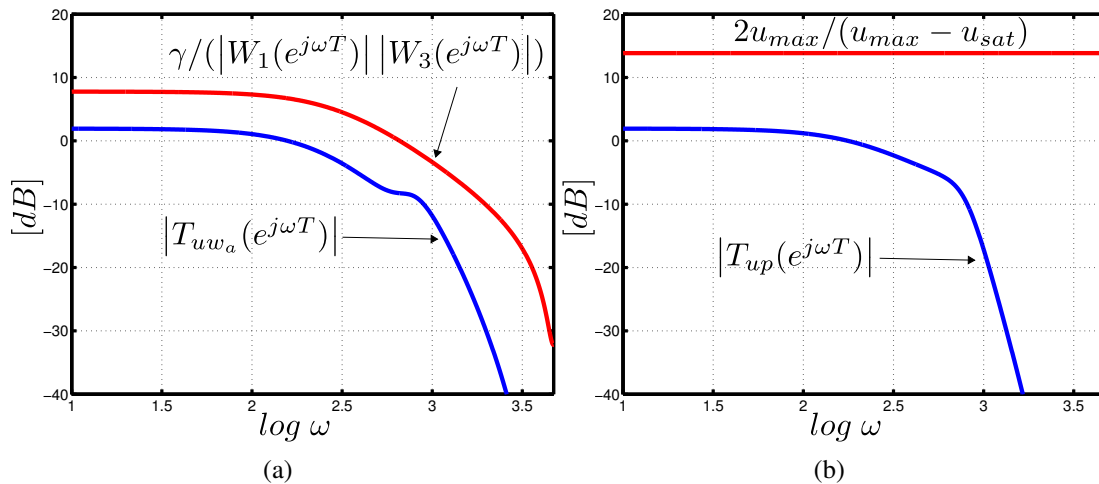 20
10
0
−10
−20
−30
−40
[dB]
γ/(|W₁(e^{jωT})| |W₃(e^{jωT})|)
|T_{uw_a}(e^{jωT})|
1 1.5 2 2.5 3 3.5
log ω
(a)
20
10
0
−10
−20
−30
−40
[dB]
2u_{max}/(u_{max} − u_{sat})
|T_{up}(e^{jωT})|
1 1.5 2 2.5 3 3.5
log ω
(b)